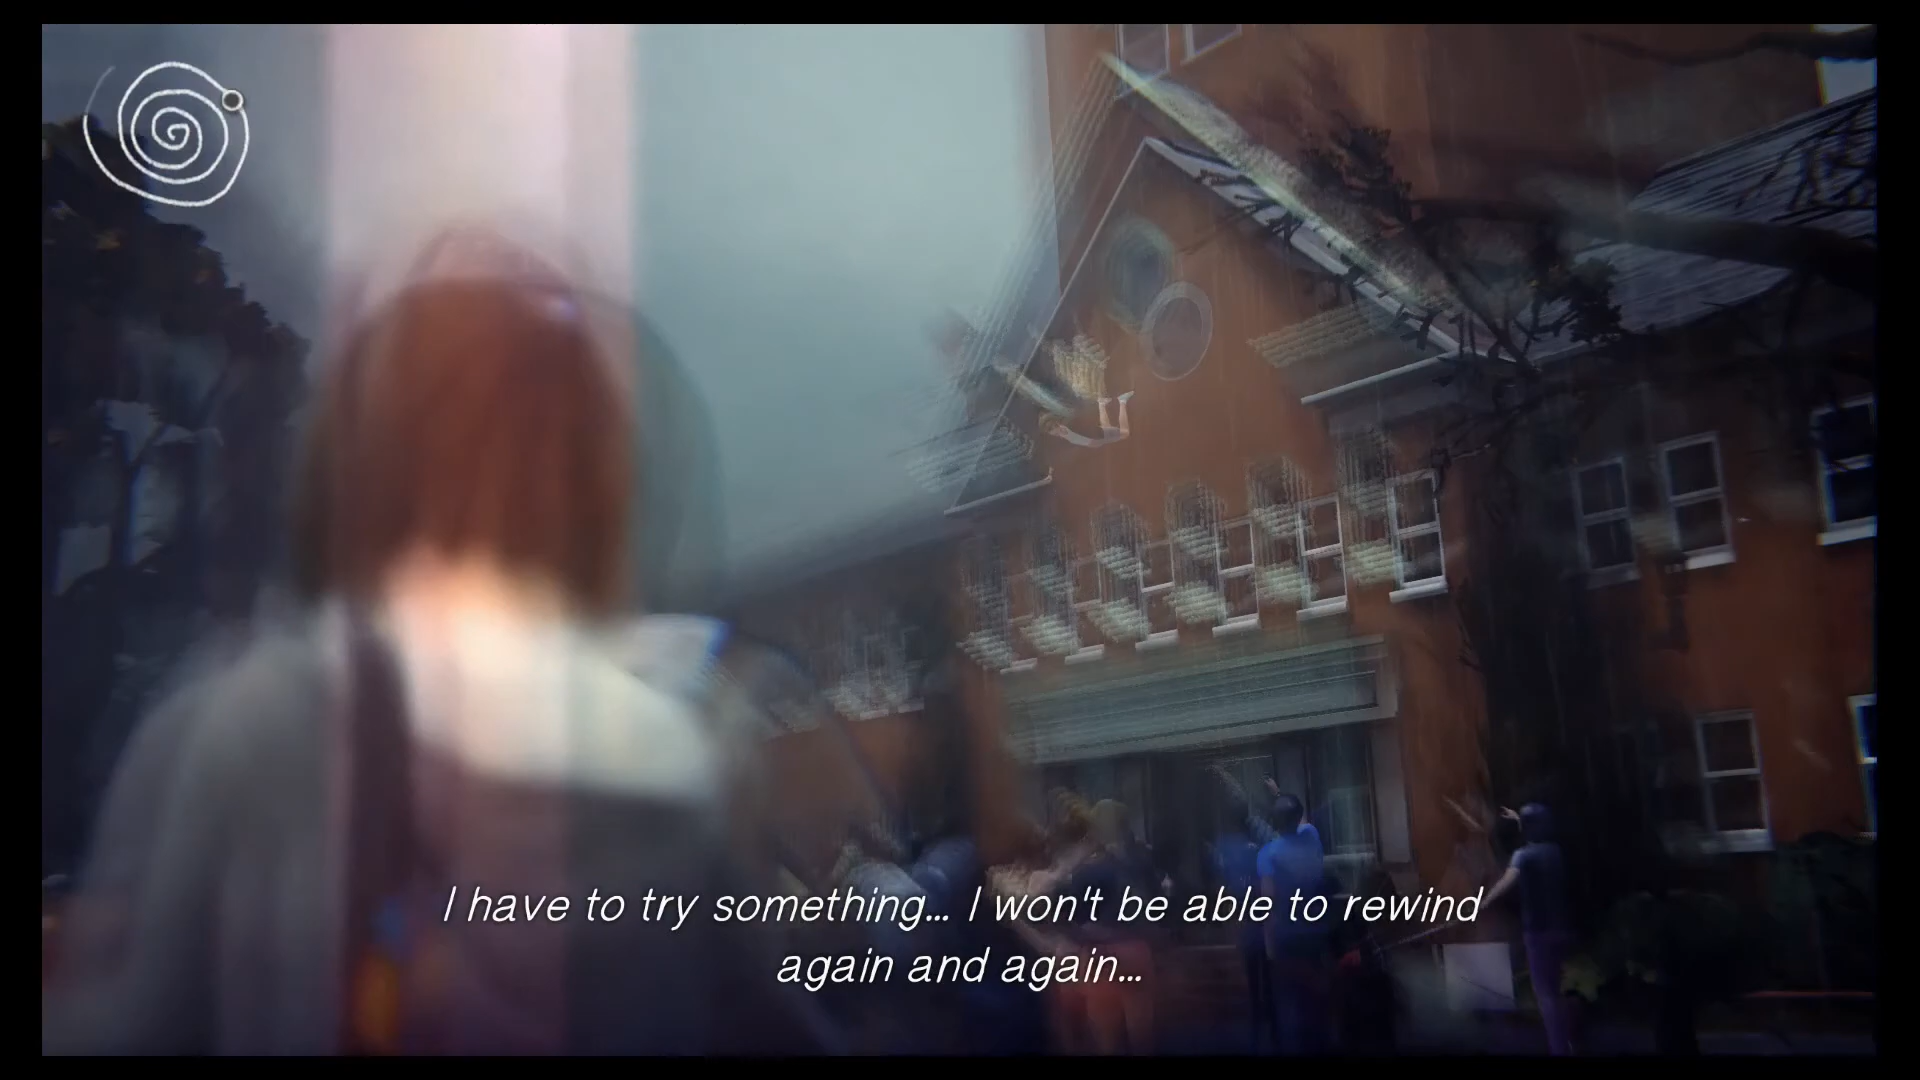 I have to try something... I won't be able to rewind
again and again...